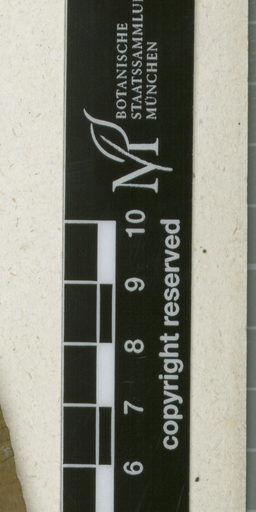 BOTANISCHE
STAATSSAMMLU
MÜNCHEN
M
10
9
8
7
6
copyright reserved